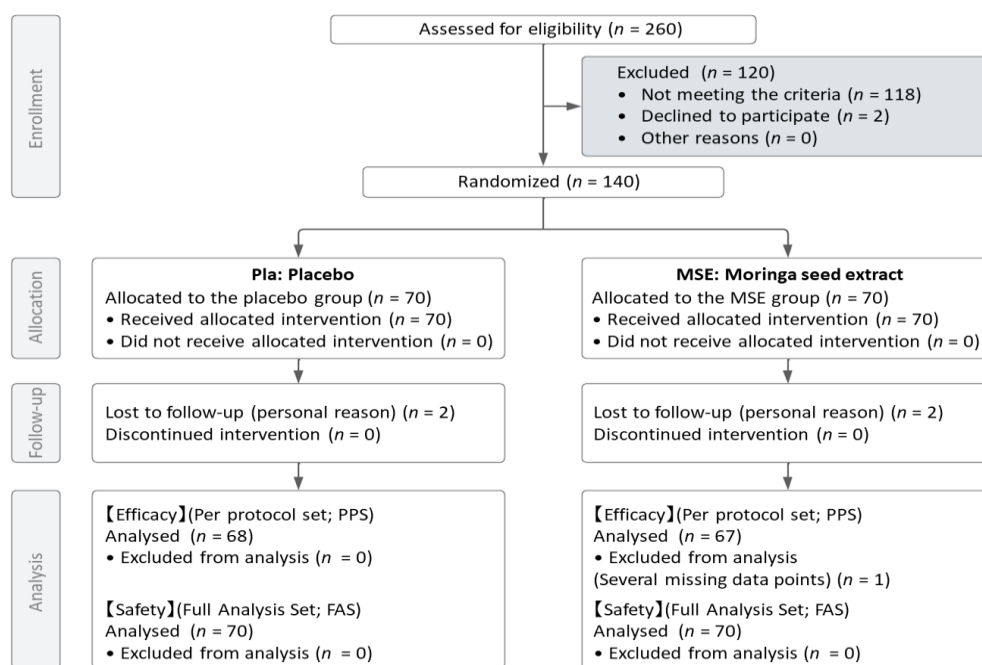 Enrollment
Assessed for eligibility (n = 260)
Excluded (n = 120)
• Not meeting the criteria (n = 118)
• Declined to participate (n = 2)
• Other reasons (n = 0)
Randomized (n = 140)
Allocation
Pla: Placebo
Allocated to the placebo group (n = 70)
• Received allocated intervention (n = 70)
• Did not receive allocated intervention (n = 0)
MSE: Moringa seed extract
Allocated to the MSE group (n = 70)
• Received allocated intervention (n = 70)
• Did not receive allocated intervention (n = 0)
Follow-up
Lost to follow-up (personal reason) (n = 2)
Discontinued intervention (n = 0)
Lost to follow-up (personal reason) (n = 2)
Discontinued intervention (n = 0)
Analysis
【Efficacy】(Per protocol set; PPS)
Analysed (n = 68)
• Excluded from analysis (n = 0)
【Safety】(Full Analysis Set; FAS)
Analysed (n = 70)
• Excluded from analysis (n = 0)
【Efficacy】(Per protocol set; PPS)
Analysed (n = 67)
• Excluded from analysis
(Several missing data points) (n = 1)
【Safety】(Full Analysis Set; FAS)
Analysed (n = 70)
• Excluded from analysis (n = 0)